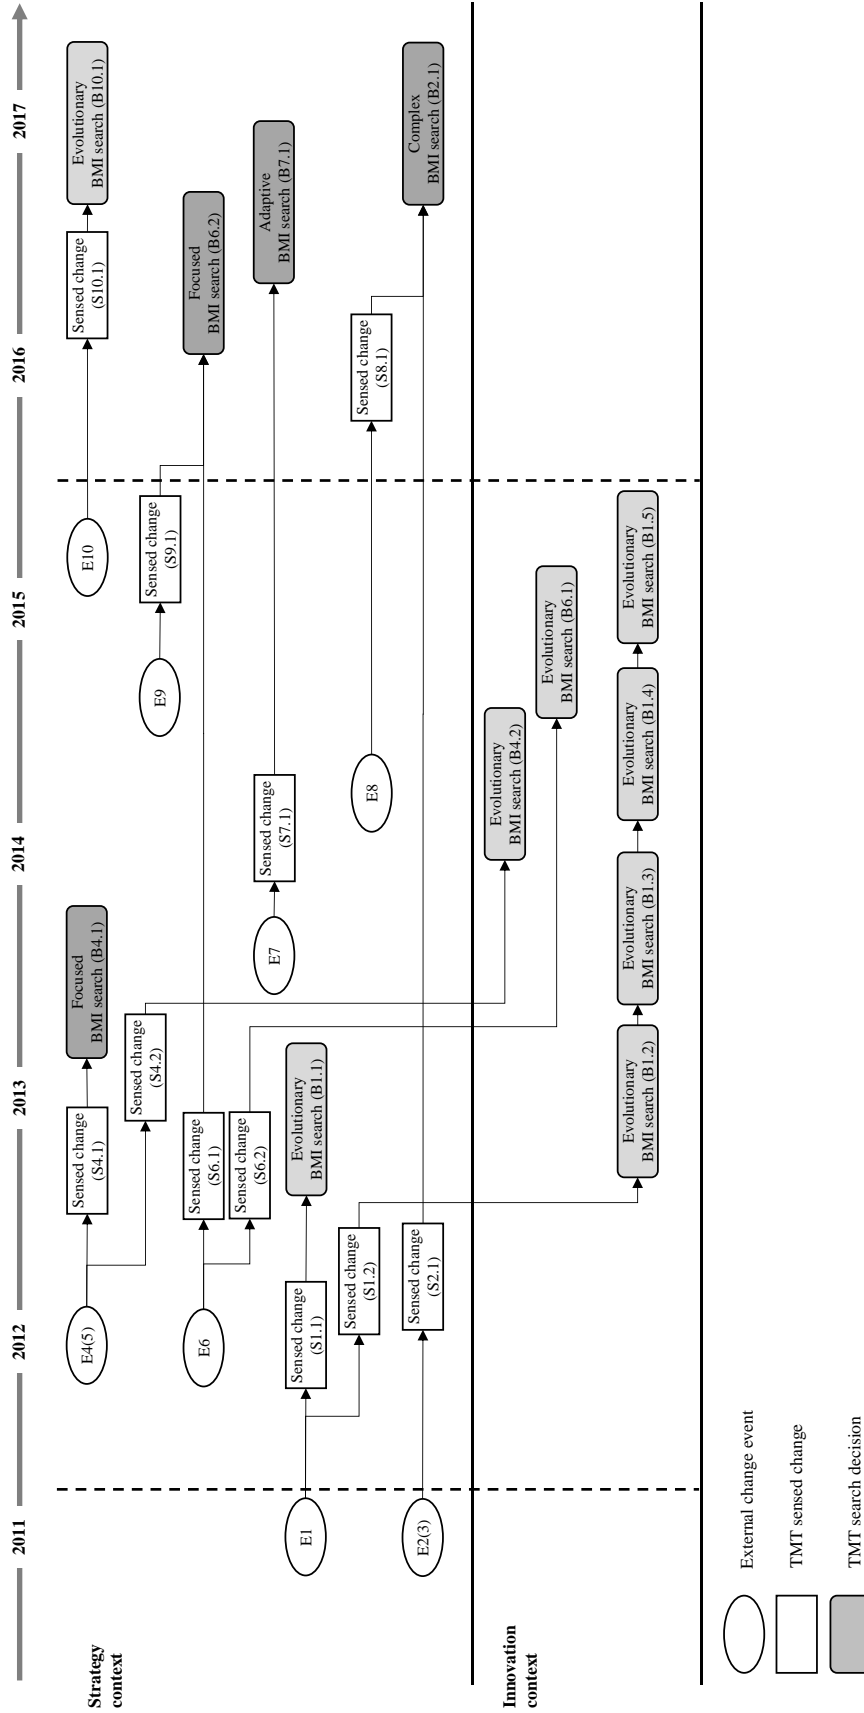 2011
2012
2013
2014
2015
2016
2017
Strategy
context
E4(5)
Sensed change
(S4.1)
Focused
BMI search (B4.1)
E10
Sensed change
(S10.1)
Evolutionary
BMI search (B10.1)
Sensed change
(S4.2)
E9
Sensed change
(S9.1)
E6
Sensed change
(S6.1)
Focused
BMI search (B6.2)
Sensed change
(S6.2)
E7
Sensed change
(S7.1)
Adaptive
BMI search (B7.1)
E1
Sensed change
(S1.1)
Evolutionary
BMI search (B1.1)
Sensed change
(S1.2)
E8
Sensed change
(S8.1)
E2(3)
Sensed change
(S2.1)
Complex
BMI search (B2.1)
Innovation
context
Evolutionary
BMI search (B4.2)
Evolutionary
BMI search (B6.1)
Evolutionary
BMI search (B1.2)
Evolutionary
BMI search (B1.3)
Evolutionary
BMI search (B1.4)
Evolutionary
BMI search (B1.5)
External change event
TMT sensed change
TMT search decision